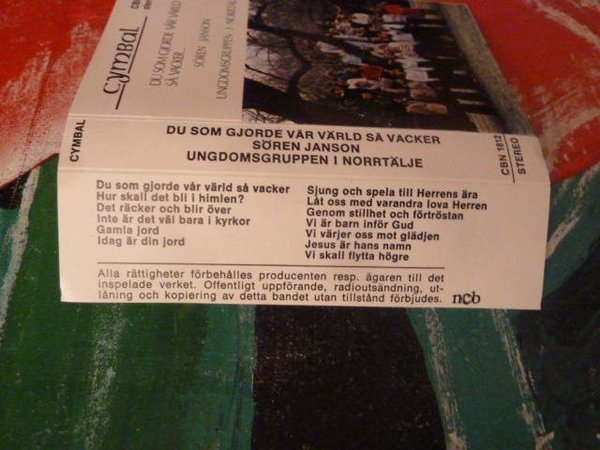 CYMBAL
CBN
DU SOM GJORDE VÅR VÄRLD
SÅ VACKER...
SÖREN JANSON
UNGDOMSGRUPPEN I NORRTÄLJE
CYMBAL
DU SOM GJORDE VÅR VÄRLD SÅ VACKER
SÖREN JANSON
UNGDOMSGRUPPEN I NORRTÄLJE
CBN 1812
STEREO
Du som gjorde vår värld så vacker
Hur skall det bli i himlen?
Det räcker och blir över
Inte är det väl bara i kyrkor
Gamla jord
Idag är din jord
Sjung och spela till Herrens ära
Låt oss med varandra lova Herren
Genom stillhet och förtröstan
Vi är barn inför Gud
Vi värjer oss mot glädjen
Jesus är hans namn
Vi skall flytta högre
Alla rättigheter förbehålles producenten resp. ägaren till det
inspelade verket. Offentligt uppförande, radioutsändning, ut-
låning och kopiering av detta bandet utan tillstånd förbjudes.
ncb